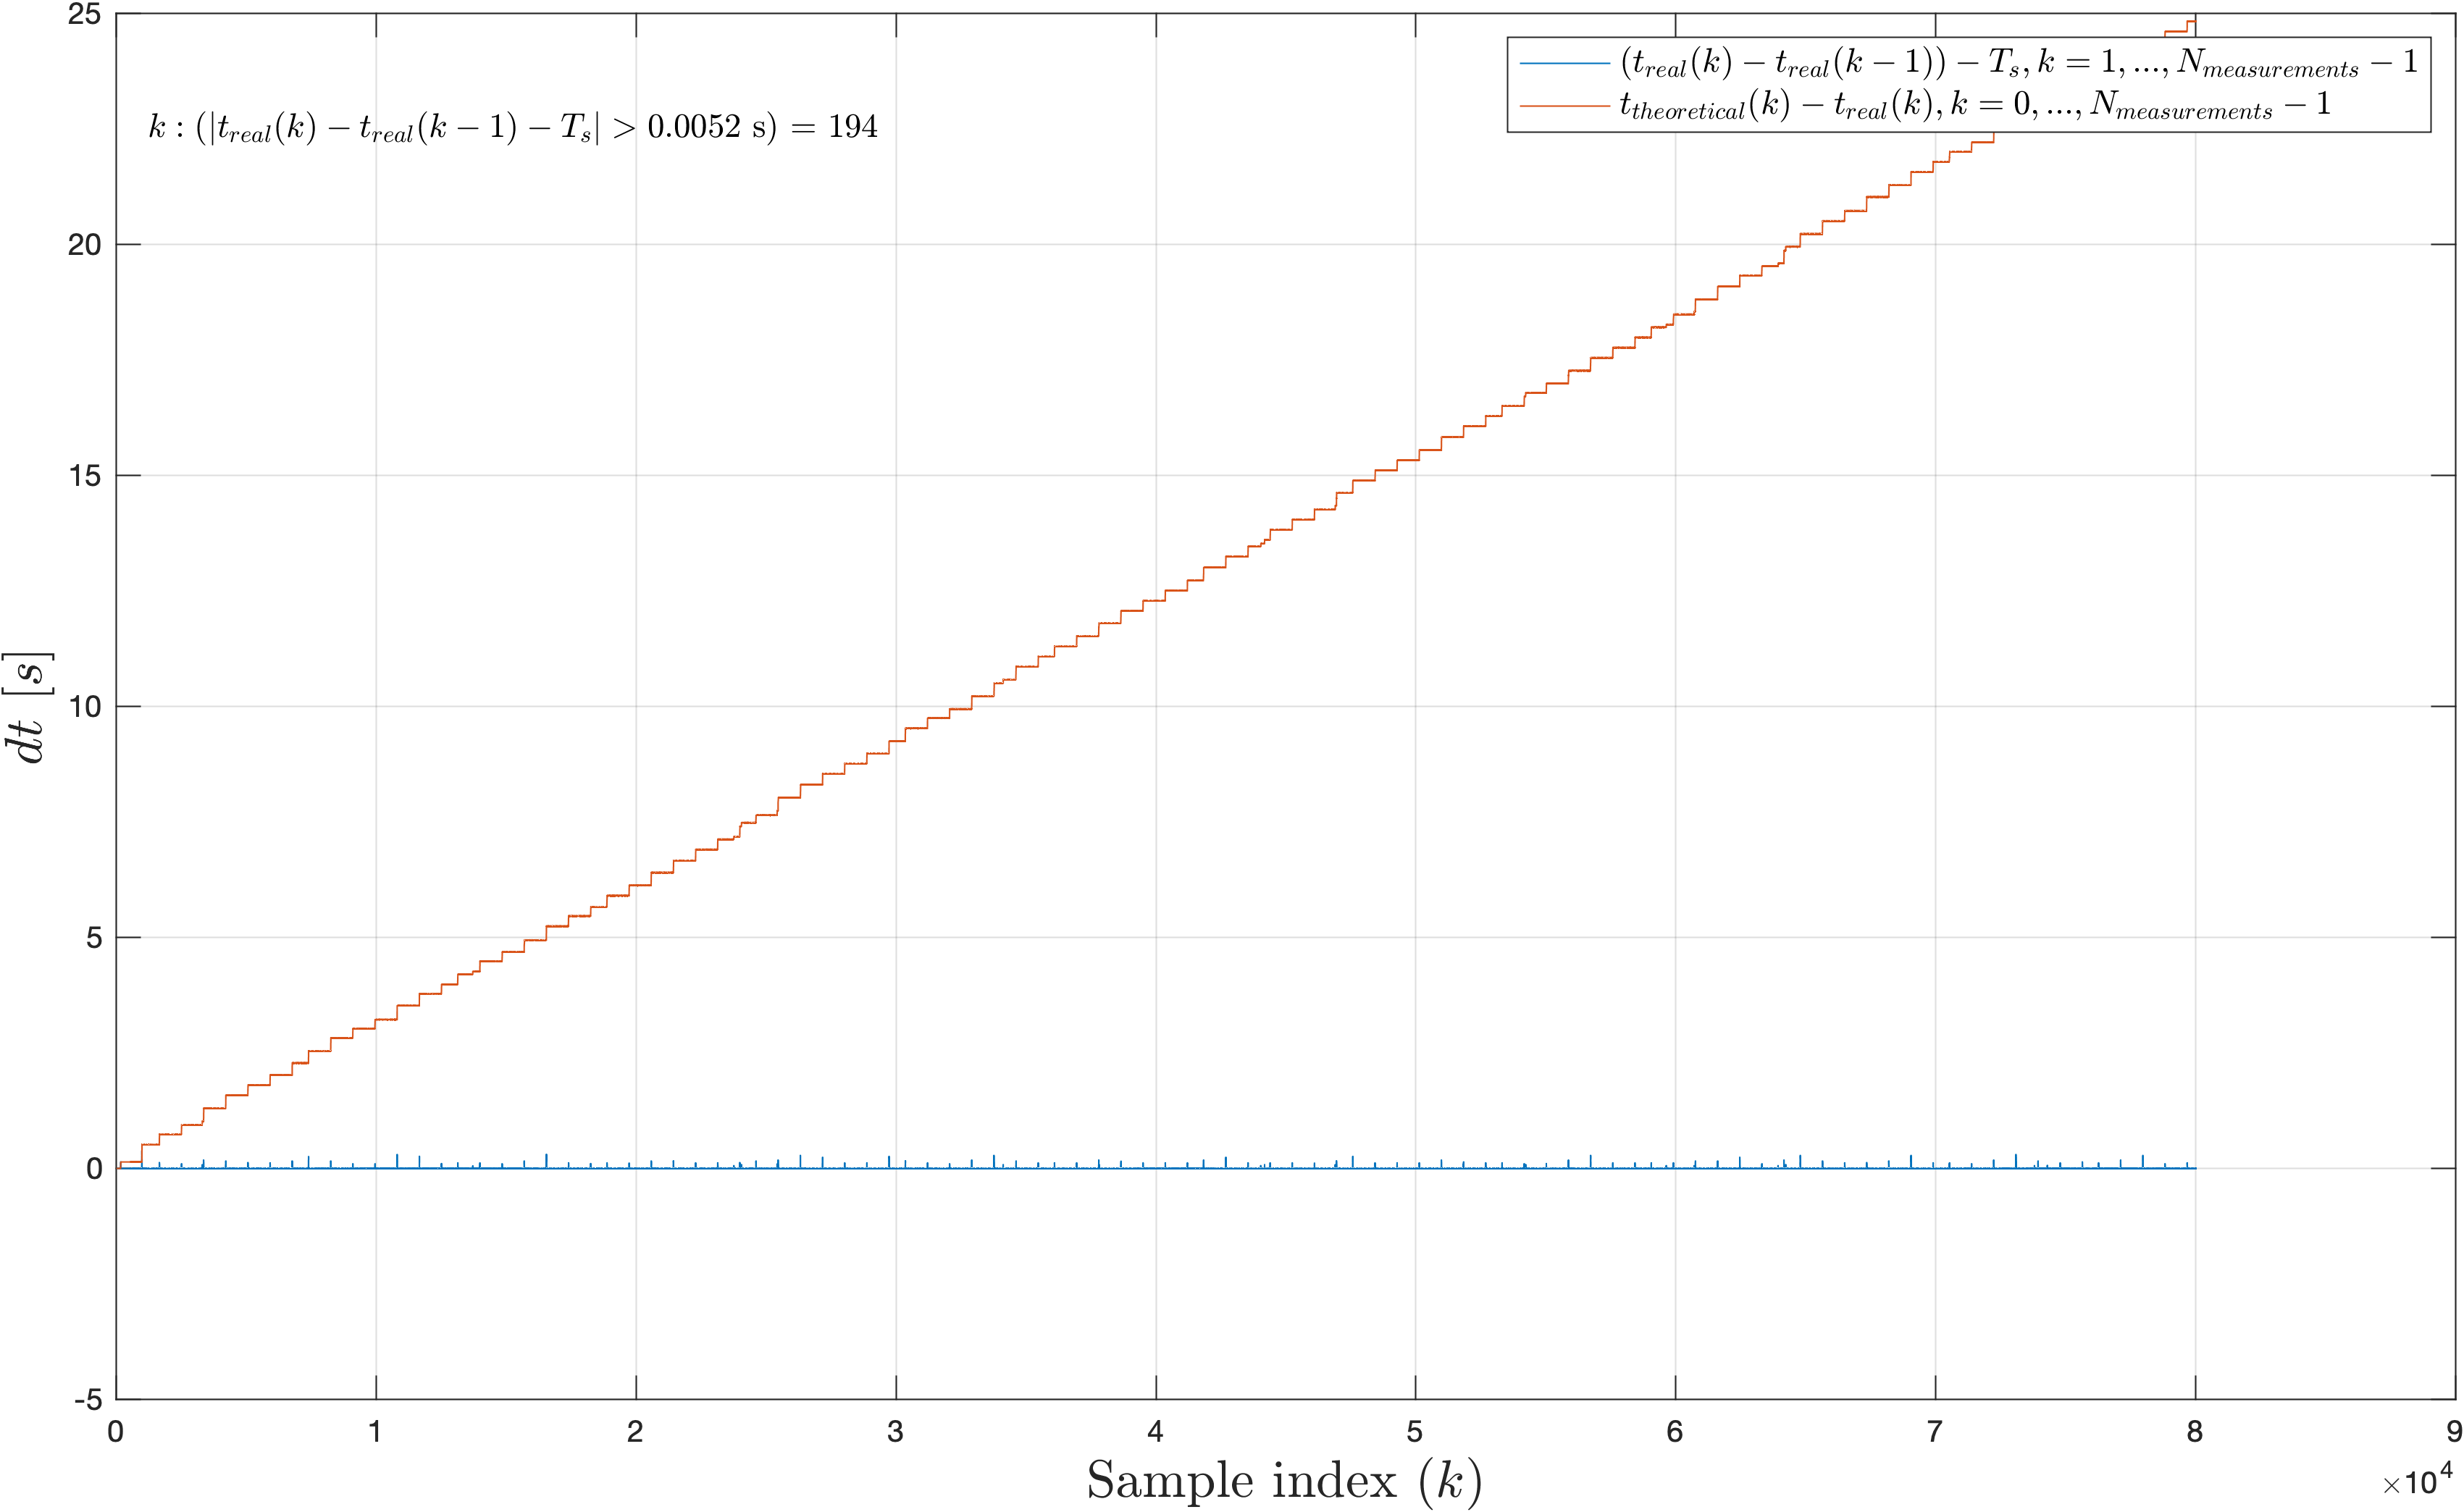 25
20
15
10
5
0
-5
dt [s]
(t_real(k) − t_real(k − 1)) − T_s, k = 1, ..., N_measurements − 1
t_theoretical(k) − t_real(k), k = 0, ..., N_measurements − 1
k : (|t_real(k) − t_real(k − 1) − T_s| > 0.0052 s) = 194
0 1 2 3 4 5 6 7 8 9
Sample index (k)
×10⁴